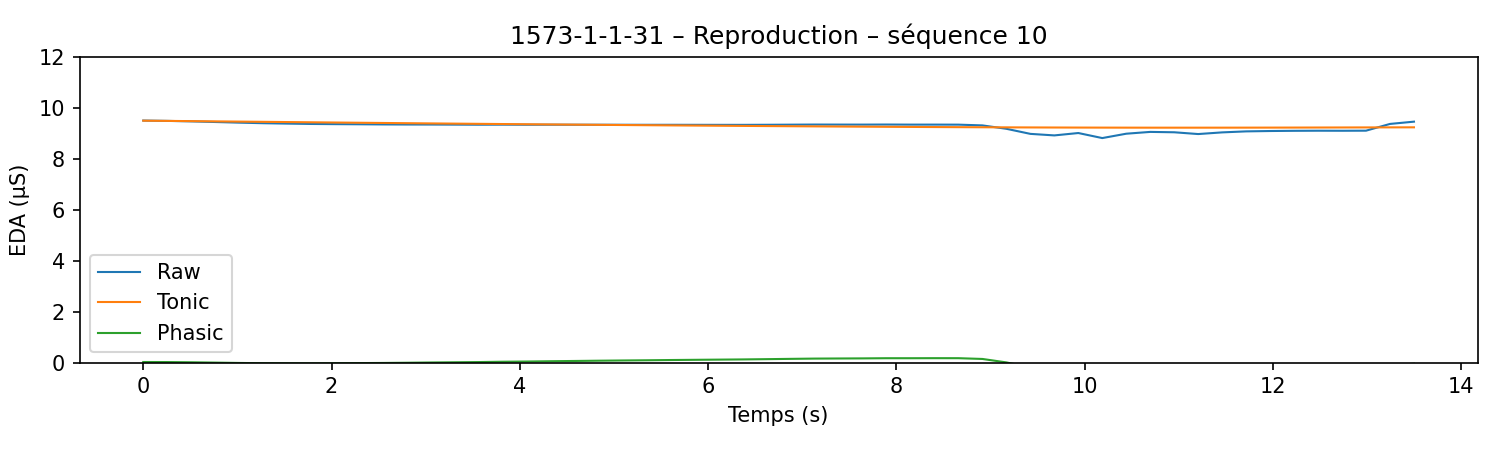 1573-1-1-31 – Reproduction – séquence 10
12
10
8
6
4
2
0
EDA (µS)
Raw
Tonic
Phasic
0 2 4 6 8 10 12 14
Temps (s)